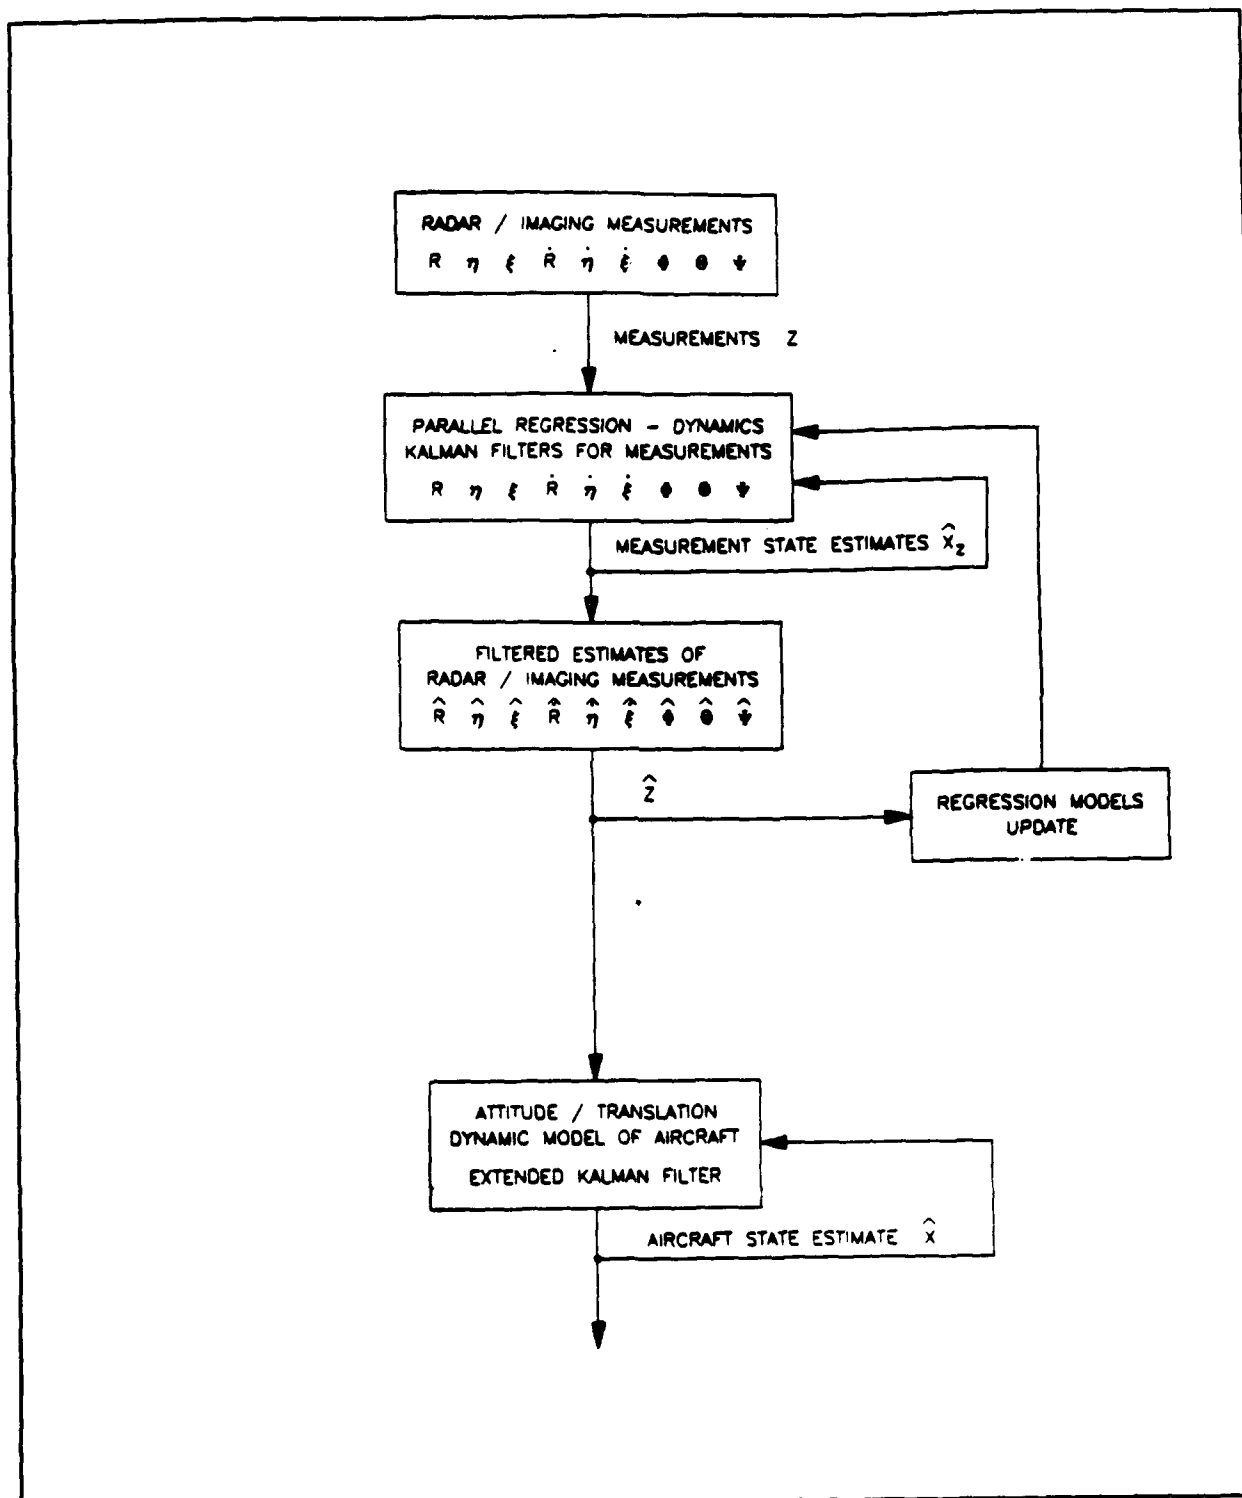 RADAR / IMAGING MEASUREMENTS
R η ξ Ṙ η̇ ξ̇ Φ Θ Ψ
MEASUREMENTS Z
PARALLEL REGRESSION - DYNAMICS
KALMAN FILTERS FOR MEASUREMENTS
R η ξ Ṙ η̇ ξ̇ Φ Θ Ψ
MEASUREMENT STATE ESTIMATES X̂z
FILTERED ESTIMATES OF
RADAR / IMAGING MEASUREMENTS
R̂ η̂ ξ̂ Ṙ̂ η̇̂ ξ̇̂ Φ̂ Θ̂ Ψ̂
Ẑ
REGRESSION MODELS
UPDATE
ATTITUDE / TRANSLATION
DYNAMIC MODEL OF AIRCRAFT
EXTENDED KALMAN FILTER
AIRCRAFT STATE ESTIMATE X̂